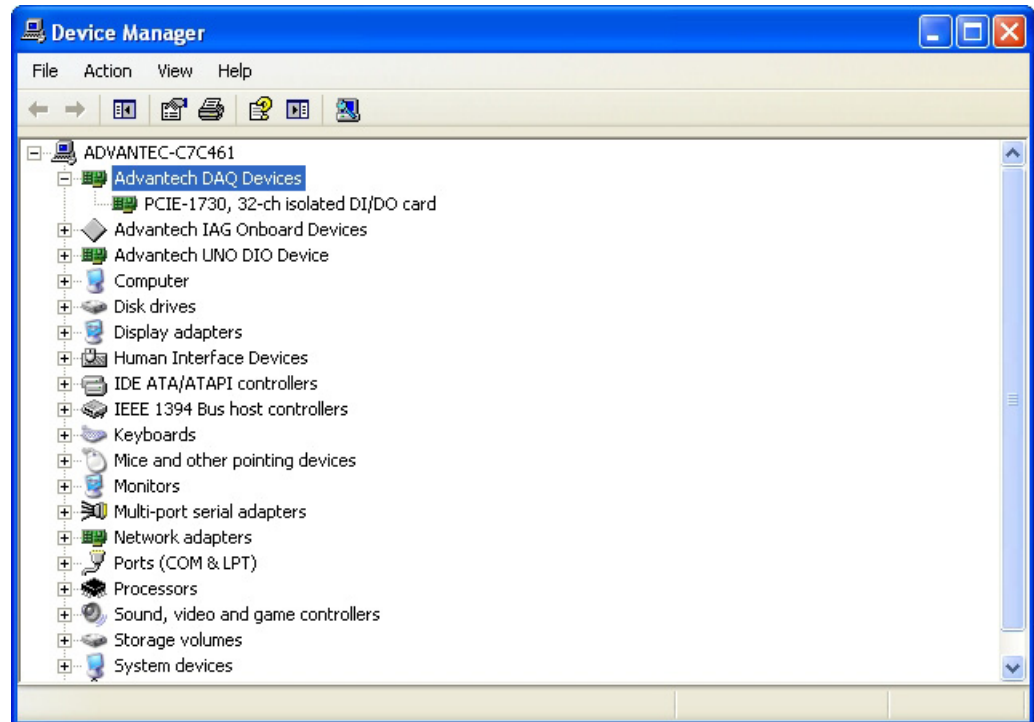 Device Manager
File Action View Help
ADVANTEC-C7C461
Advantech DAQ Devices
PCIE-1730, 32-ch isolated DI/DO card
Advantech IAG Onboard Devices
Advantech UNO DIO Device
Computer
Disk drives
Display adapters
Human Interface Devices
IDE ATA/ATAPI controllers
IEEE 1394 Bus host controllers
Keyboards
Mice and other pointing devices
Monitors
Multi-port serial adapters
Network adapters
Ports (COM & LPT)
Processors
Sound, video and game controllers
Storage volumes
System devices